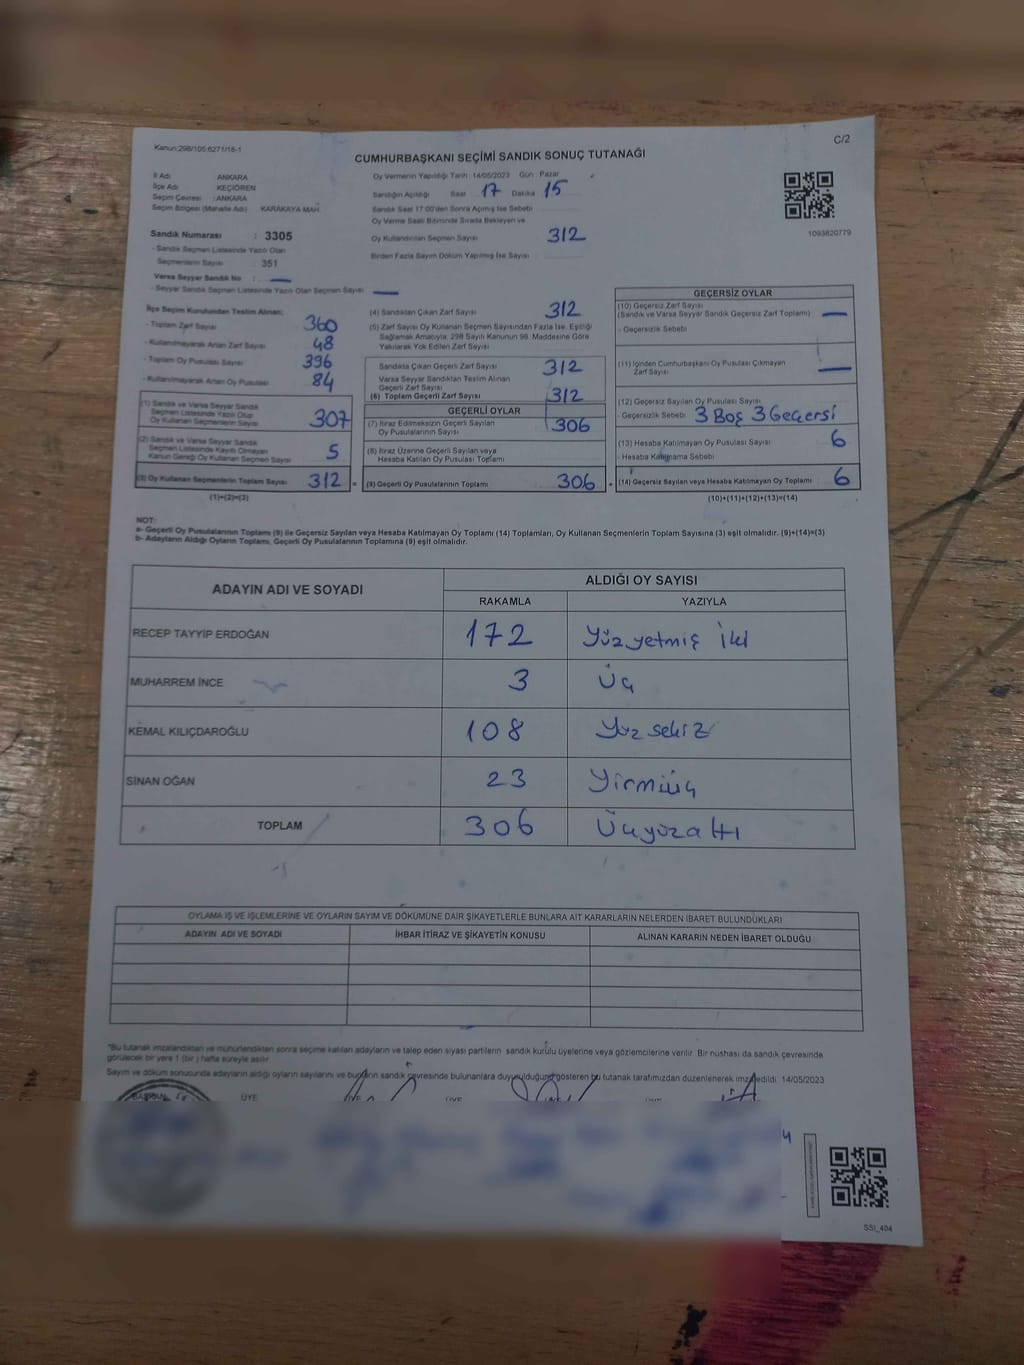 Kanun:298/105:6271/18-1
C/2
CUMHURBAŞKANI SEÇİMİ SANDIK SONUÇ TUTANAĞI
İl Adı : ANKARA
İlçe Adı : KEÇİÖREN
Seçim Çevresi : ANKARA
Seçim Bölgesi (Mahalle Adı) : KARAKAYA MAH.
Sandık Numarası : 3305
- Sandık Seçmen Listesinde Yazılı Olan
Seçmenlerin Sayısı : 351
Varsa Seyyar Sandık No : —
- Seyyar Sandık Seçmen Listesinde Yazılı Olan Seçmen Sayısı : —
Oy Vermenin Yapıldığı Tarih : 14/05/2023 Gün : Pazar
Sandığın Açıldığı Saat 17 Dakika 15
Sandık Saat 17:00'den Sonra Açılmış İse Sebebi
Oy Verme Saati Bitiminde Sırada Bekleyen ve
Oy Kullandırılan Seçmen Sayısı 312
Birden Fazla Sayım Döküm Yapılmış İse Sayısı
1093820779
İlçe Seçim Kurulundan Teslim Alınan;
- Toplam Zarf Sayısı 360
- Kullanılmayarak Artan Zarf Sayısı 48
- Toplam Oy Pusulası Sayısı 396
- Kullanılmayarak Artan Oy Pusulası 84
(1) Sandık ve Varsa Seyyar Sandık
Seçmen Listesinde Yazılı Olup
Oy Kullanan Seçmen Sayısı 307
(2) Sandık ve Varsa Seyyar Sandık
Seçmen Listesinde Kayıtlı Olmayan
Kanun Gereği Oy Kullanan Seçmen Sayısı 5
(3) Oy Kullanan Seçmenlerin Toplam Sayısı 312
(1)+(2)=(3)
(4) Sandıktan Çıkan Zarf Sayısı 312
(5) Zarf Sayısı Oy Kullanan Seçmen Sayısından Fazla İse, Eşitliği
Sağlamak Amacıyla; 298 Sayılı Kanunun 98. Maddesine Göre
Yakılarak Yok Edilen Zarf Sayısı
Sandıkta Çıkan Geçerli Zarf Sayısı 312
Varsa Seyyar Sandıktan Teslim Alınan
Geçerli Zarf Sayısı
(6) Toplam Geçerli Zarf Sayısı 312
GEÇERLİ OYLAR
(7) İtiraz Edilmeksizin Geçerli Sayılan
Oy Pusulalarının Sayısı 306
(8) İtiraz Üzerine Geçerli Sayılan veya
Hesaba Katılan Oy Pusulası Toplamı
(9) Geçerli Oy Pusulalarının Toplamı 306
GEÇERSİZ OYLAR
(10) Geçersiz Zarf Sayısı
(Sandık ve Varsa Seyyar Sandık Geçersiz Zarf Toplamı) —
- Geçersizlik Sebebi
(11) İçinden Cumhurbaşkanı Oy Pusulası Çıkmayan
Zarf Sayısı —
(12) Geçersiz Sayılan Oy Pusulası Sayısı
- Geçersizlik Sebebi 3 Boş 3 Geçersi
(13) Hesaba Katılmayan Oy Pusulası Sayısı 6
- Hesaba Katılmama Sebebi
(14) Geçersiz Sayılan veya Hesaba Katılmayan Oy Toplamı 6
(10)+(11)+(12)+(13)=(14)
NOT:
a- Geçerli Oy Pusulalarının Toplamı (9) ile Geçersiz Sayılan veya Hesaba Katılmayan Oy Toplamı (14) Toplamları, Oy Kullanan Seçmenlerin Toplam Sayısına (3) eşit olmalıdır. (9)+(14)=(3)
b- Adayların Aldığı Oyların Toplamı, Geçerli Oy Pusulalarının Toplamına (9) eşit olmalıdır.
ADAYIN ADI VE SOYADI
ALDIĞI OY SAYISI
RAKAMLA YAZIYLA
RECEP TAYYİP ERDOĞAN 172 Yüzyetmiş iki
MUHARREM İNCE 3 Üç
KEMAL KILIÇDAROĞLU 108 Yüz sekiz
SİNAN OĞAN 23 Yirmiüç
TOPLAM 306 Üçyüzaltı
OYLAMA İŞ VE İŞLEMLERİNE VE OYLARIN SAYIM VE DÖKÜMÜNE DAİR ŞİKAYETLERLE BUNLARA AİT KARARLARIN NELERDEN İBARET BULUNDUKLARI
ADAYIN ADI VE SOYADI İHBAR İTİRAZ VE ŞİKAYETİN KONUSU ALINAN KARARIN NEDEN İBARET OLDUĞU
"Bu tutanak imzalandıktan ve mühürlendikten sonra seçime katılan adayların ve talep eden siyasi partilerin sandık kurulu üyelerine veya gözlemcilerine verilir. Bir nüshası da sandık çevresinde
görülecek bir yere 1 (bir) hafta süreyle asılır.
Sayım ve döküm sonucunda adayların aldığı oyların sayılarını ve bunların sandık çevresinde bulunanlara duyurulduğunu gösteren bu tutanak tarafımızdan düzenlenerek imza edildi. 14/05/2023
BAŞKAN ÜYE ÜYE ÜYE
SSI_404